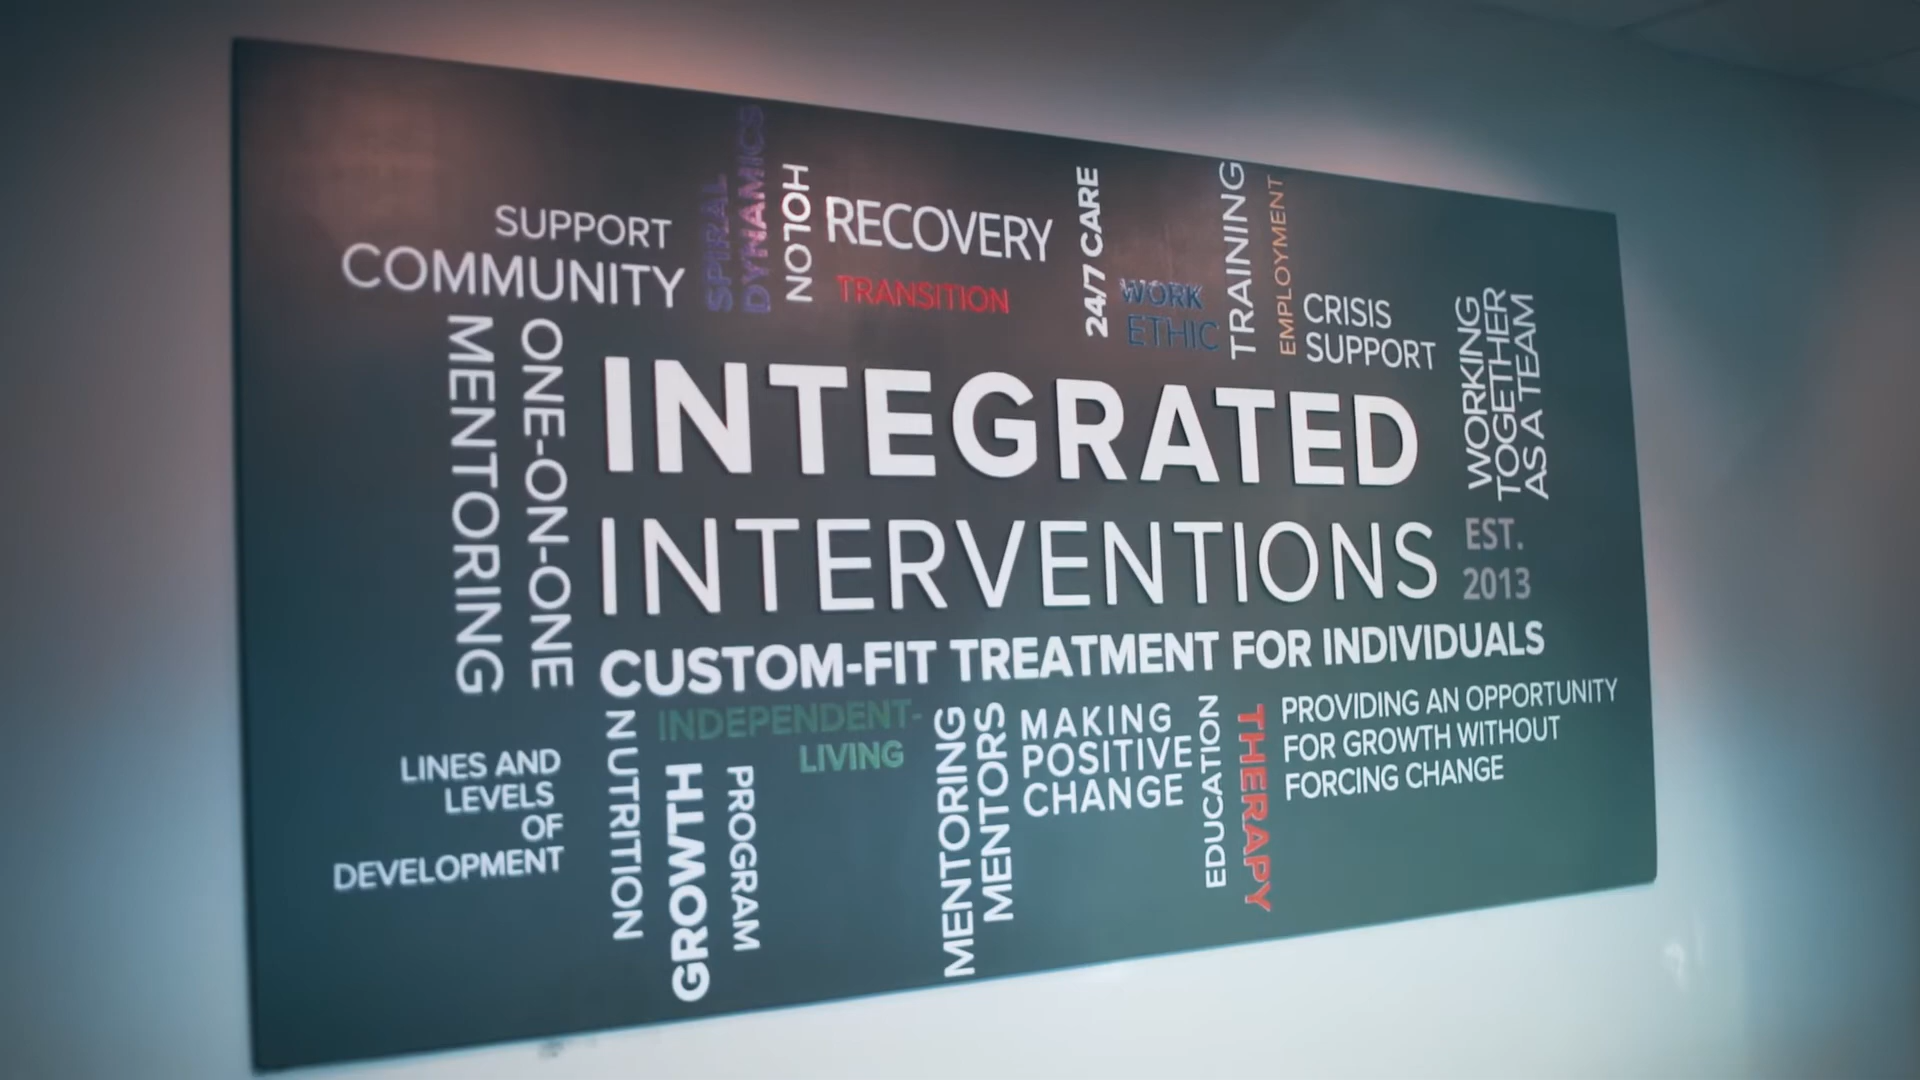 SUPPORT
COMMUNITY
SPIRAL
DYNAMICS
HOLON
RECOVERY
TRANSITION
24/7 CARE
WORK
ETHIC
TRAINING
EMPLOYMENT
CRISIS
SUPPORT
WORKING
TOGETHER
AS A TEAM
MENTORING
ONE-ON-ONE
INTEGRATED
INTERVENTIONS
EST.
2013
CUSTOM-FIT TREATMENT FOR INDIVIDUALS
LINES AND
LEVELS
OF
DEVELOPMENT
NUTRITION
INDEPENDENT-
LIVING
GROWTH
PROGRAM
MENTORING
MENTORS
MAKING
POSITIVE
CHANGE
EDUCATION
THERAPY
PROVIDING AN OPPORTUNITY
FOR GROWTH WITHOUT
FORCING CHANGE